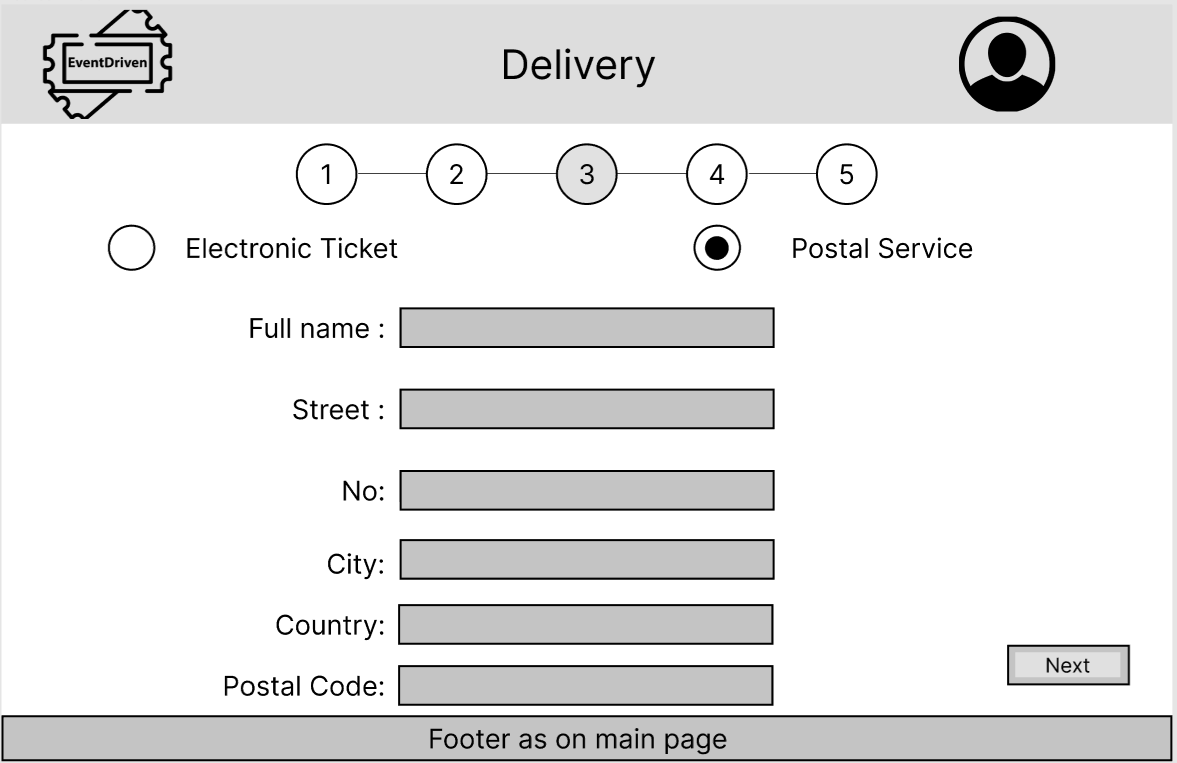 EventDriven
Delivery
1 2 3 4 5
Electronic Ticket Postal Service
Full name :
Street :
No:
City:
Country:
Postal Code:
Next
Footer as on main page